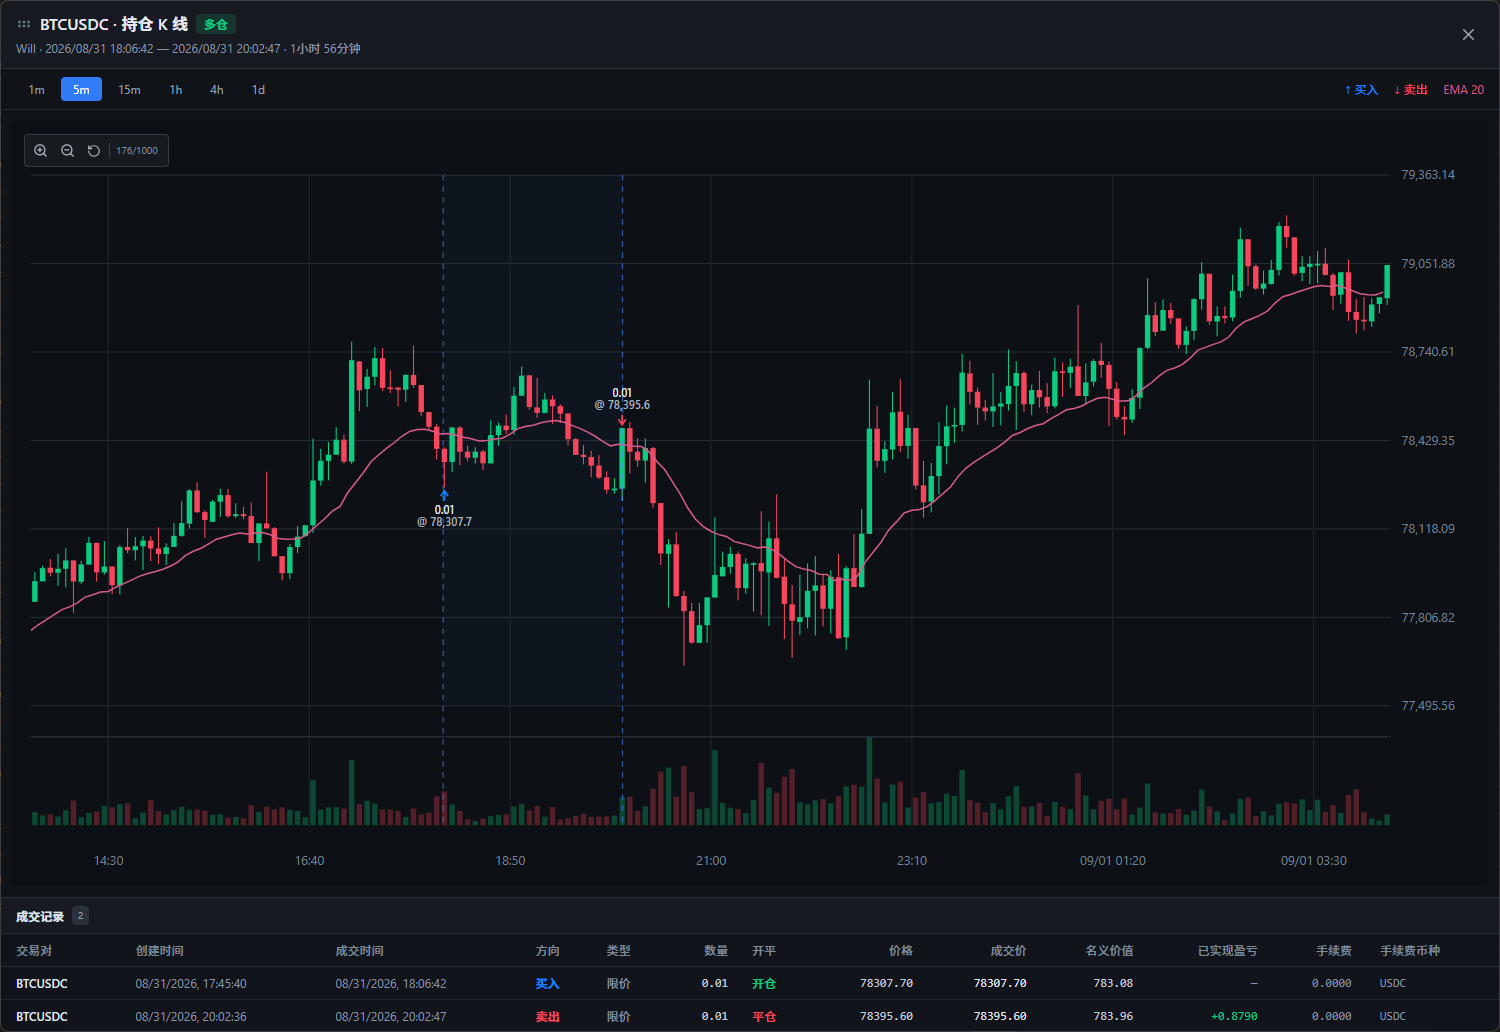 BTCUSDC · 持仓 K 线 多仓
Will · 2026/08/31 18:06:42 — 2026/08/31 20:02:47 · 1小时 56分钟
1m 5m 15m 1h 4h 1d ↑ 买入 ↓ 卖出 EMA 20
176/1000
79,363.14
79,051.88
78,740.61
78,429.35
78,118.09
77,806.82
77,495.56
0.01
@ 78,395.6
0.01
@ 78,307.7
14:30 16:40 18:50 21:00 23:10 09/01 01:20 09/01 03:30
成交记录 2
交易对 创建时间 成交时间 方向 类型 数量 开平 价格 成交价 名义价值 已实现盈亏 手续费 手续费币种
BTCUSDC 08/31/2026, 17:45:40 08/31/2026, 18:06:42 买入 限价 0.01 开仓 78307.70 78307.70 783.08 — 0.0000 USDC
BTCUSDC 08/31/2026, 20:02:36 08/31/2026, 20:02:47 卖出 限价 0.01 平仓 78395.60 78395.60 783.96 +0.8790 0.0000 USDC